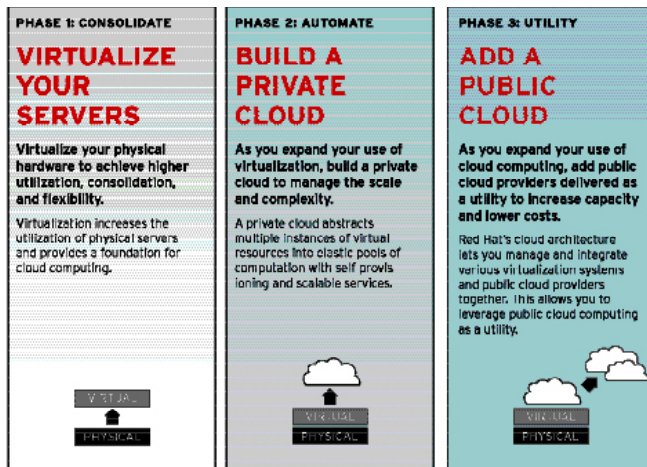 PHASE 1: CONSOLIDATE
VIRTUALIZE
YOUR
SERVERS
Virtualize your physical
hardware to achieve higher
utilization, consolidation,
and flexibility.
Virtualization increases the
utilization of physical servers
and provides a foundation for
cloud computing.
VIRTUAL
PHYSICAL
PHASE 2: AUTOMATE
BUILD A
PRIVATE
CLOUD
As you expand your use of
virtualization, build a private
cloud to manage the scale
and complexity.
A private cloud abstracts
multiple instances of virtual
resources into elastic pools of
computation with self provis
ioning and scalable services.
VIRTUAL
PHYSICAL
PHASE 3: UTILITY
ADD A
PUBLIC
CLOUD
As you expand your use of
cloud computing, add public
cloud providers delivered as
a utility to increase capacity
and lower costs.
Red Hat's cloud architecture
lets you manage and integrate
various virtualization systems
and public cloud providers
together. This allows you to
leverage public cloud computing
as a utility.
VIRTUAL
PHYSICAL